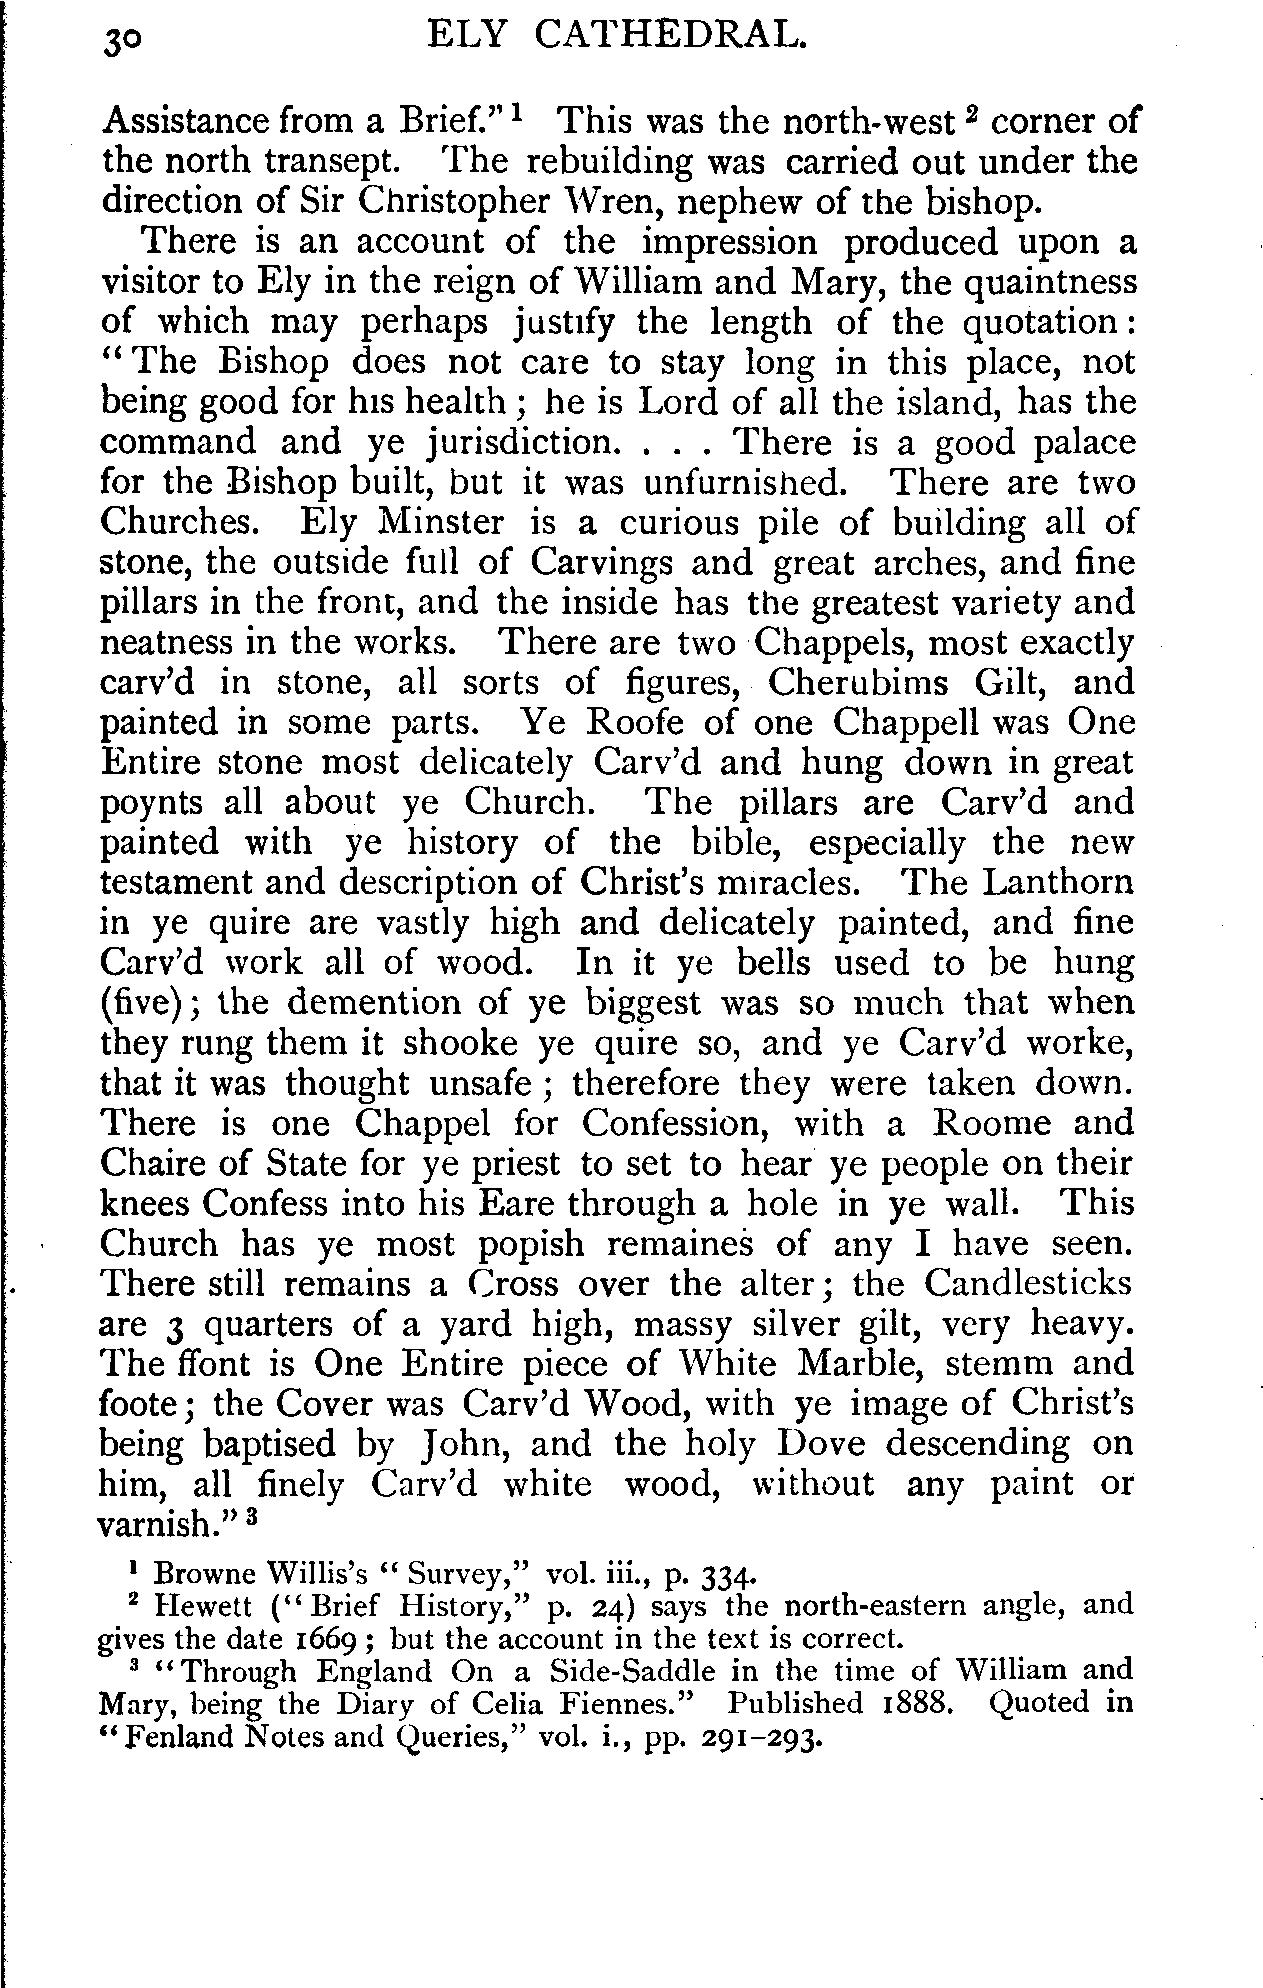 30 ELY CATHEDRAL.
Assistance from a Brief." ¹ This was the north-west ² corner of
the north transept. The rebuilding was carried out under the
direction of Sir Christopher Wren, nephew of the bishop.
There is an account of the impression produced upon a
visitor to Ely in the reign of William and Mary, the quaintness
of which may perhaps justify the length of the quotation :
" The Bishop does not care to stay long in this place, not
being good for his health ; he is Lord of all the island, has the
command and ye jurisdiction. . . . There is a good palace
for the Bishop built, but it was unfurnished. There are two
Churches. Ely Minster is a curious pile of building all of
stone, the outside full of Carvings and great arches, and fine
pillars in the front, and the inside has the greatest variety and
neatness in the works. There are two Chappels, most exactly
carv'd in stone, all sorts of figures, Cherubims Gilt, and
painted in some parts. Ye Roofe of one Chappell was One
Entire stone most delicately Carv'd and hung down in great
poynts all about ye Church. The pillars are Carv'd and
painted with ye history of the bible, especially the new
testament and description of Christ's miracles. The Lanthorn
in ye quire are vastly high and delicately painted, and fine
Carv'd work all of wood. In it ye bells used to be hung
(five) ; the demention of ye biggest was so much that when
they rung them it shooke ye quire so, and ye Carv'd worke,
that it was thought unsafe ; therefore they were taken down.
There is one Chappel for Confession, with a Roome and
Chaire of State for ye priest to set to hear ye people on their
knees Confess into his Eare through a hole in ye wall. This
Church has ye most popish remaines of any I have seen.
There still remains a Cross over the alter ; the Candlesticks
are 3 quarters of a yard high, massy silver gilt, very heavy.
The ffont is One Entire piece of White Marble, stemm and
foote ; the Cover was Carv'd Wood, with ye image of Christ's
being baptised by John, and the holy Dove descending on
him, all finely Carv'd white wood, without any paint or
varnish." ³
¹ Browne Willis's " Survey," vol. iii., p. 334.
² Hewett (" Brief History," p. 24) says the north-eastern angle, and
gives the date 1669 ; but the account in the text is correct.
³ "Through England On a Side-Saddle in the time of William and
Mary, being the Diary of Celia Fiennes." Published 1888. Quoted in
" Fenland Notes and Queries," vol. i., pp. 291–293.